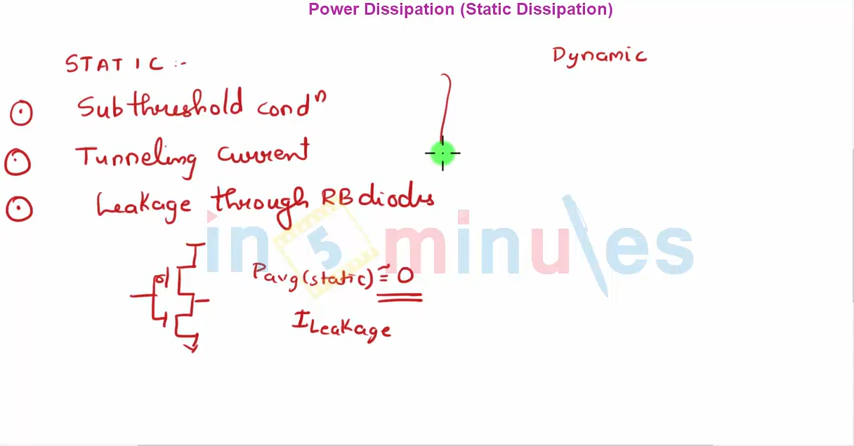 Power Dissipation (Static Dissipation)
STATIC :-
Dynamic
Subthreshold condⁿ
Tunneling current
Leakage through RB diodes
in 5 minutes
Pavg(static) ≈ 0
I Leakage